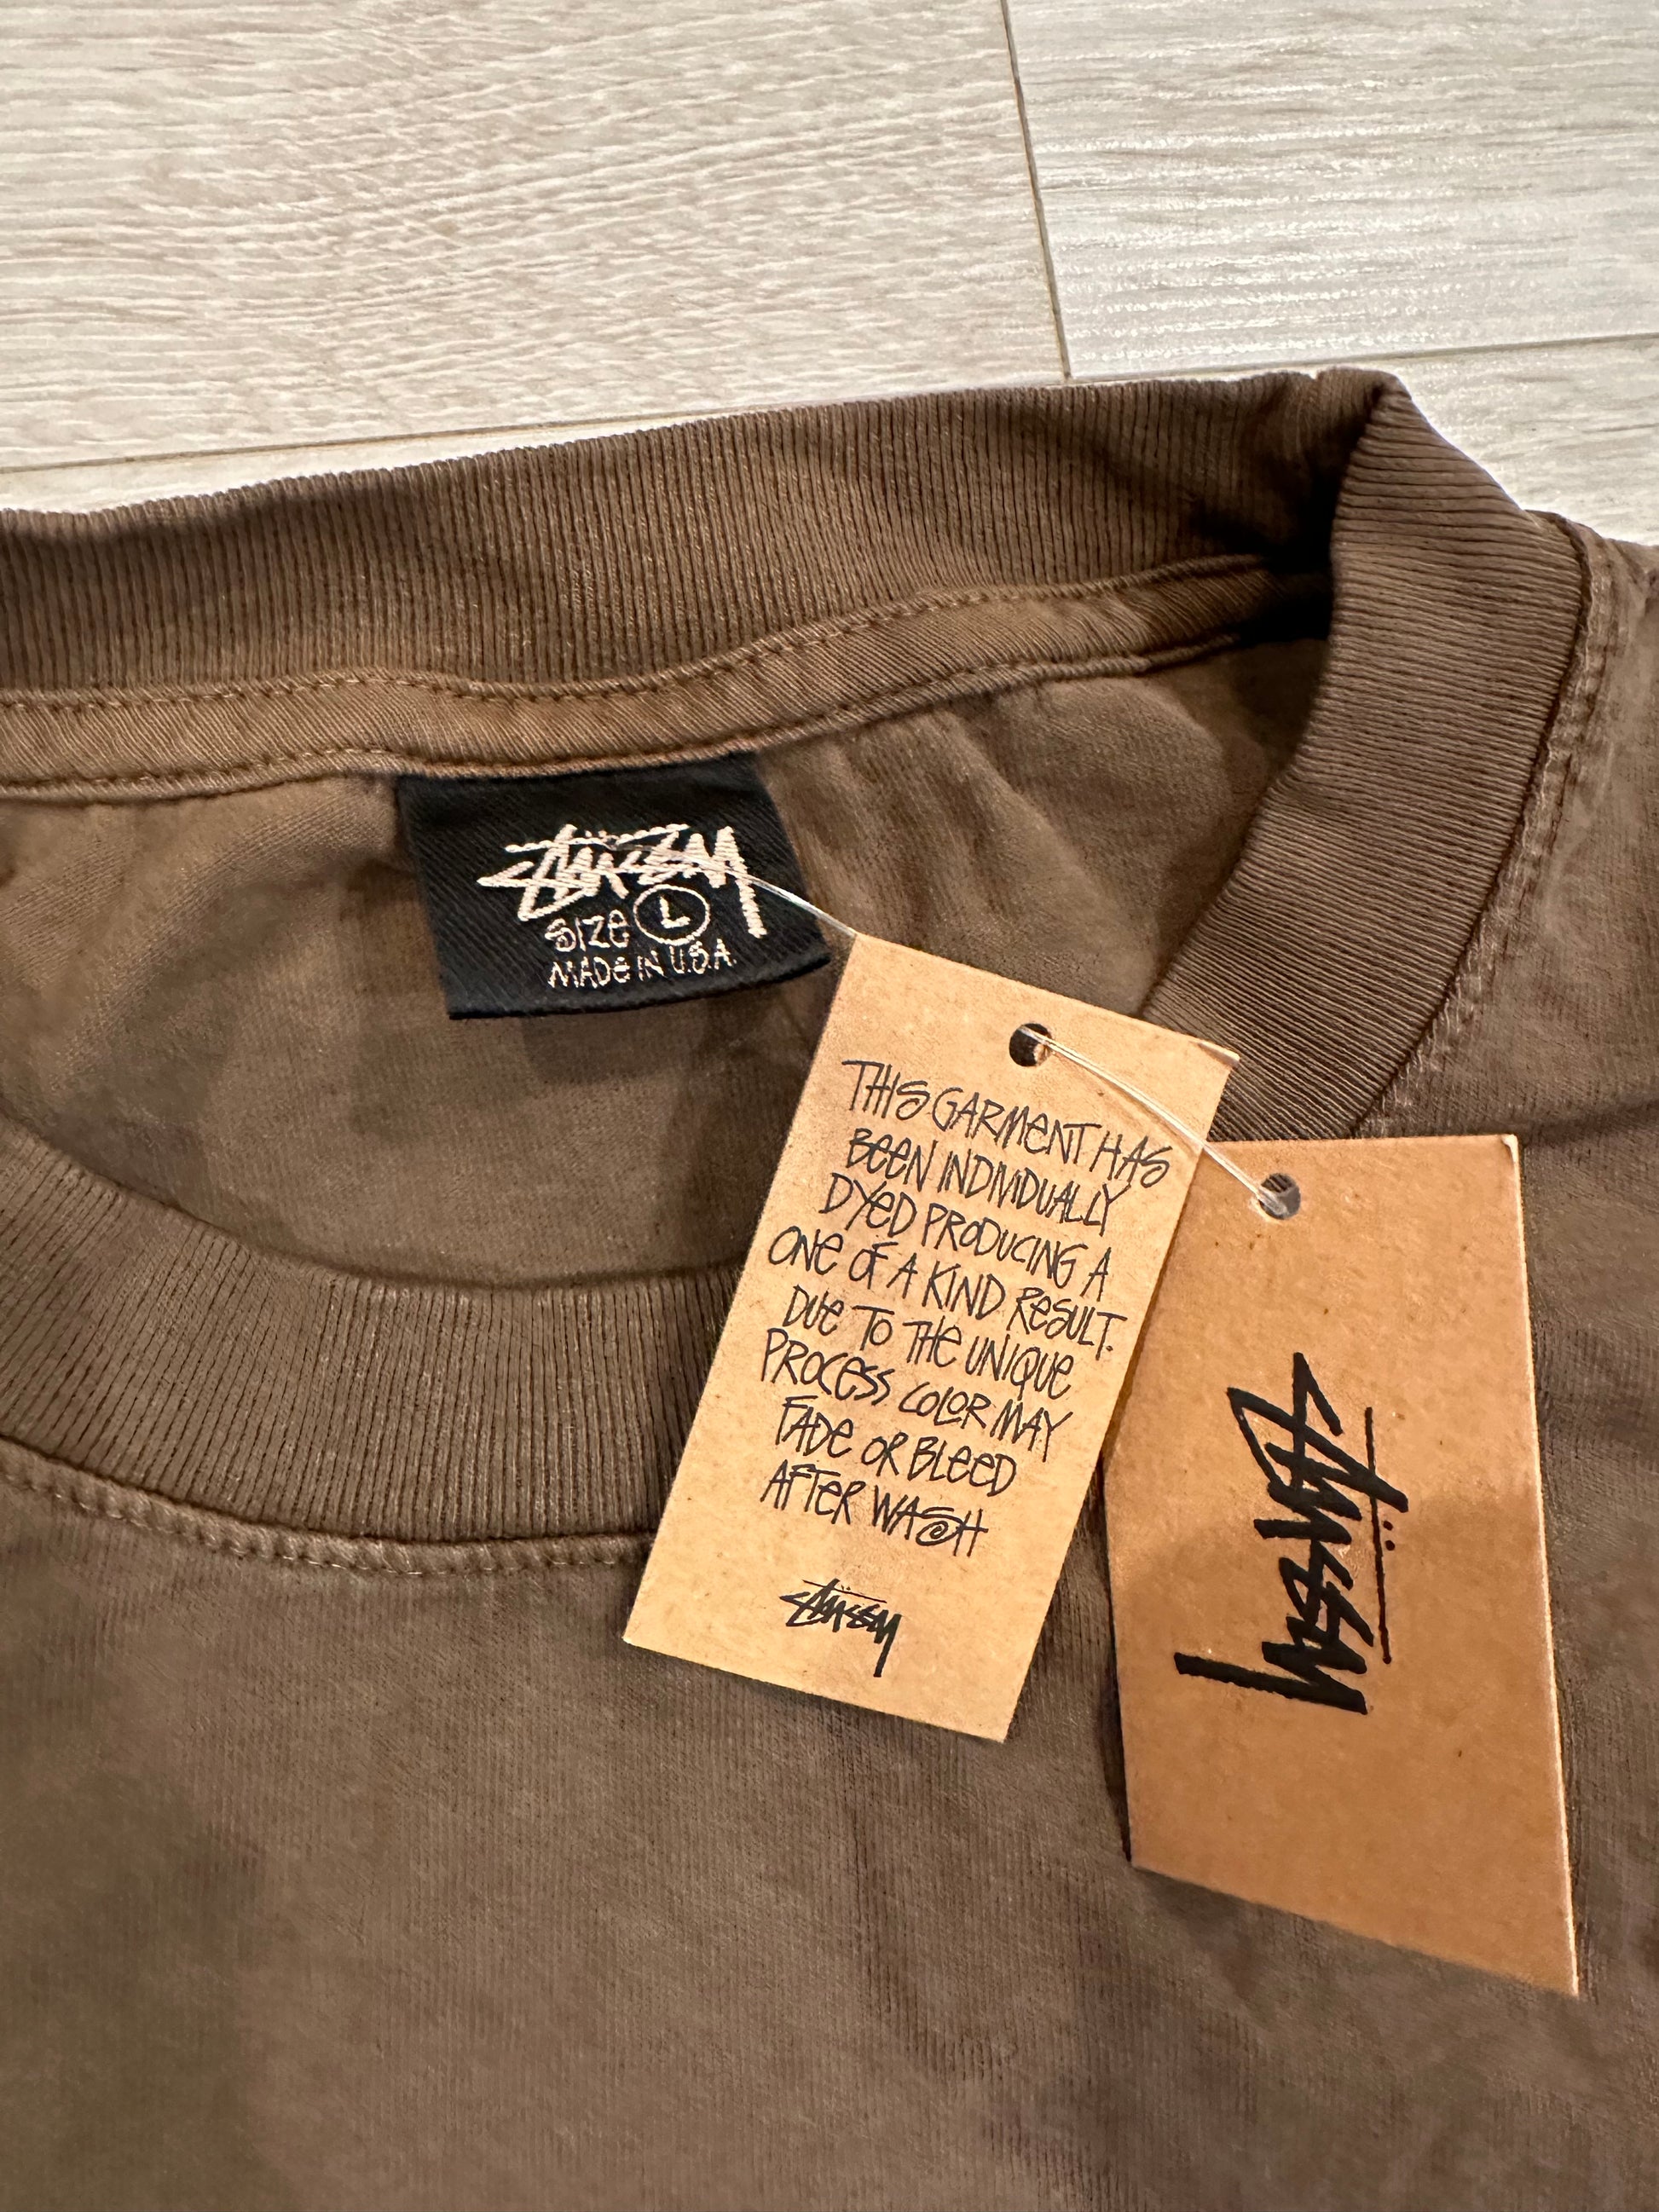 STÜSSY
SIZE L
MADE IN U.S.A.
THIS GARMENT HAS
BEEN INDIVIDUALLY
DYED PRODUCING A
ONE OF A KIND RESULT.
DUE TO THE UNIQUE
PROCESS COLOR MAY
FADE OR BLEED
AFTER WASH
STÜSSY
STÜSSY